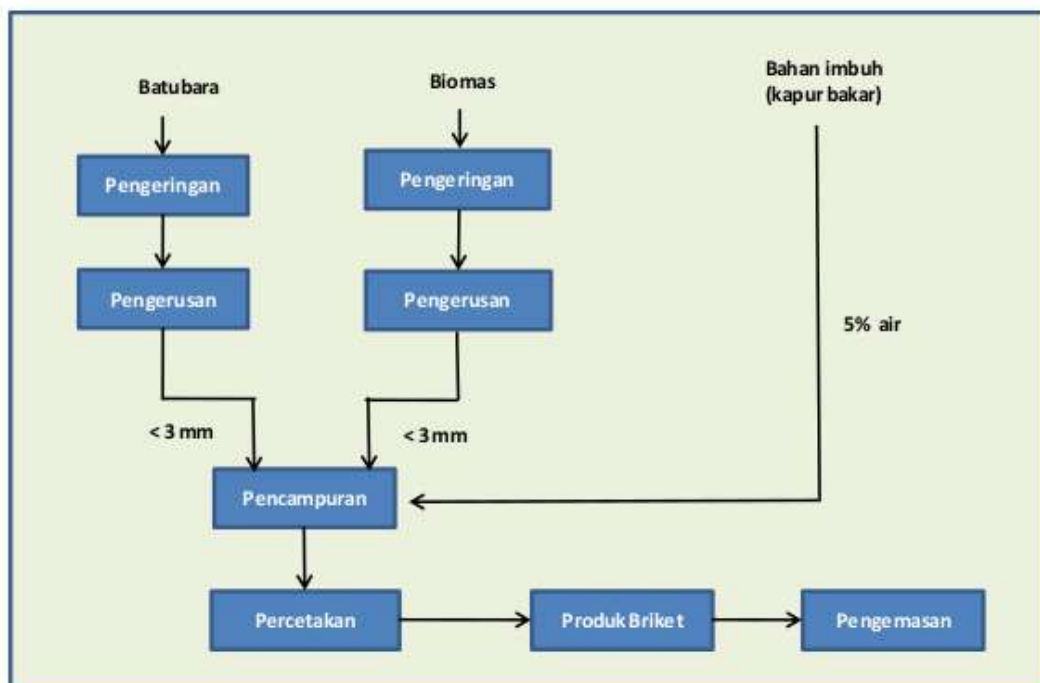 Batubara
Biomas
Bahan imbuh
(kapur bakar)
Pengeringan
Pengeringan
Pengerusan
Pengerusan
5% air
< 3 mm
< 3 mm
Pencampuran
Percetakan
Produk Briket
Pengemasan